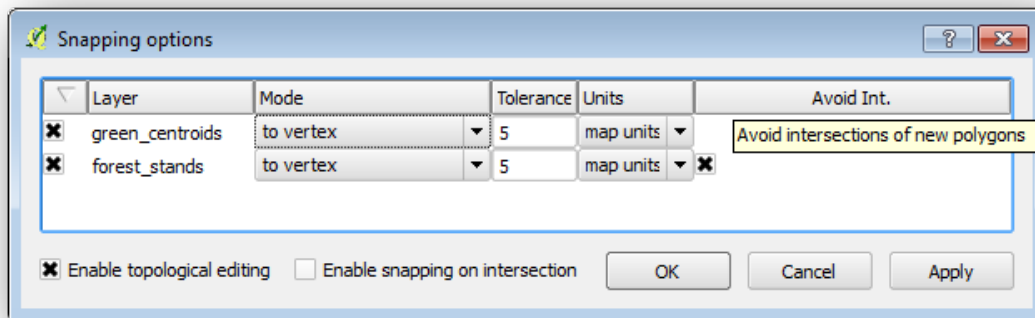 Snapping options
Layer Mode Tolerance Units Avoid Int.
green_centroids to vertex 5 map units
Avoid intersections of new polygons
forest_stands to vertex 5 map units
Enable topological editing Enable snapping on intersection OK Cancel Apply